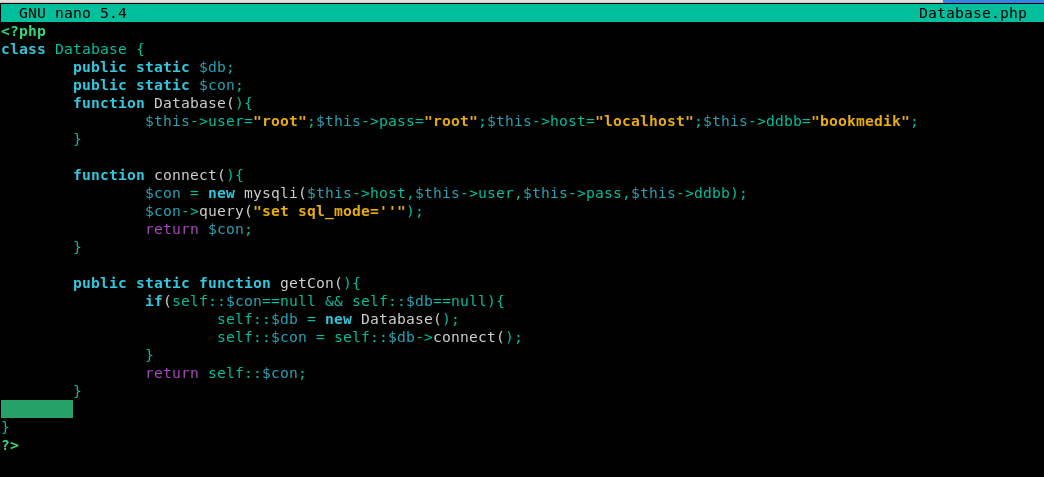 GNU nano 5.4 Database.php
<?php
class Database {
        public static $db;
        public static $con;
        function Database(){
                $this->user="root";$this->pass="root";$this->host="localhost";$this->ddbb="bookmedik";
        }

        function connect(){
                $con = new mysqli($this->host,$this->user,$this->pass,$this->ddbb);
                $con->query("set sql_mode=''");
                return $con;
        }

        public static function getCon(){
                if(self::$con==null && self::$db==null){
                        self::$db = new Database();
                        self::$con = self::$db->connect();
                }
                return self::$con;
        }

}
?>